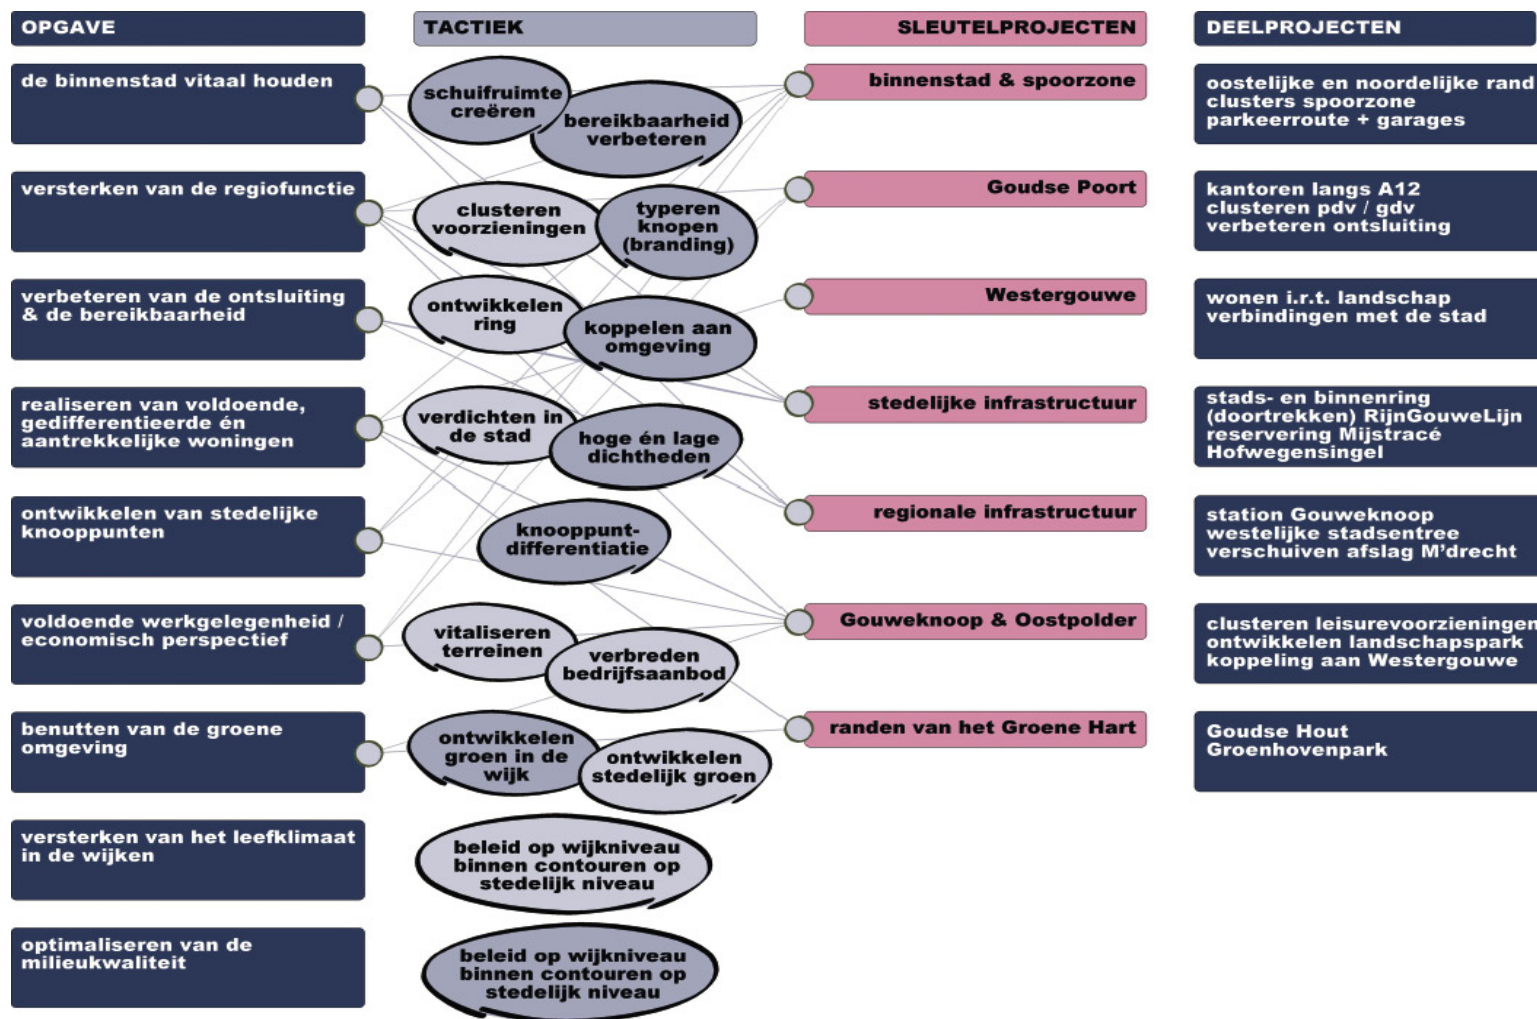 OPGAVE
de binnenstad vitaal houden
versterken van de regiofunctie
verbeteren van de ontsluiting
& de bereikbaarheid
realiseren van voldoende,
gedifferentieerde én
aantrekkelijke woningen
ontwikkelen van stedelijke
knooppunten
voldoende werkgelegenheid /
economisch perspectief
benutten van de groene
omgeving
versterken van het leefklimaat
in de wijken
optimaliseren van de
milieukwaliteit
TACTIEK
schuifruimte
creëren
bereikbaarheid
verbeteren
clusteren
voorzieningen
typeren
knopen
(branding)
ontwikkelen
ring
koppelen aan
omgeving
verdichten in
de stad
hoge én lage
dichtheden
knooppunt-
differentiatie
vitaliseren
terreinen
verbreden
bedrijfsaanbod
ontwikkelen
groen in de
wijk
ontwikkelen
stedelijk groen
beleid op wijkniveau
binnen contouren op
stedelijk niveau
beleid op wijkniveau
binnen contouren op
stedelijk niveau
SLEUTELPROJECTEN
binnenstad & spoorzone
Goudse Poort
Westergouwe
stedelijke infrastructuur
regionale infrastructuur
Gouweknoop & Oostpolder
randen van het Groene Hart
DEELPROJECTEN
oostelijke en noordelijke rand
clusters spoorzone
parkeerroute + garages
kantoren langs A12
clusteren pdv / gdv
verbeteren ontsluiting
wonen i.r.t. landschap
verbindingen met de stad
stads- en binnenring
(doortrekken) RijnGouweLijn
reservering Mijstracé
Hofwegensingel
station Gouweknoop
westelijke stadsentree
verschuiven afslag M'drecht
clusteren leisurevoorzieningen
ontwikkelen landschapspark
koppeling aan Westergouwe
Goudse Hout
Groenhovenpark